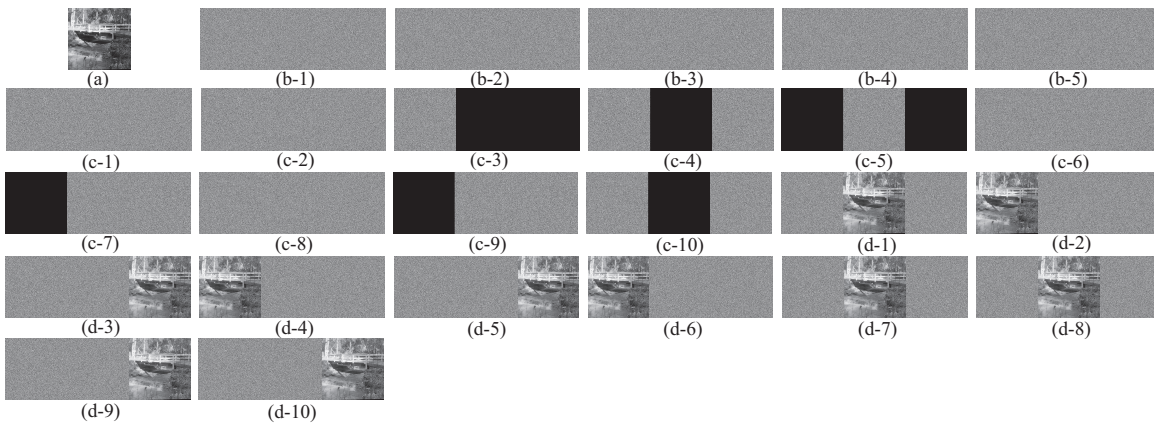 (a) (b-1) (b-2) (b-3) (b-4) (b-5)
(c-1) (c-2) (c-3) (c-4) (c-5) (c-6)
(c-7) (c-8) (c-9) (c-10) (d-1) (d-2)
(d-3) (d-4) (d-5) (d-6) (d-7) (d-8)
(d-9) (d-10)